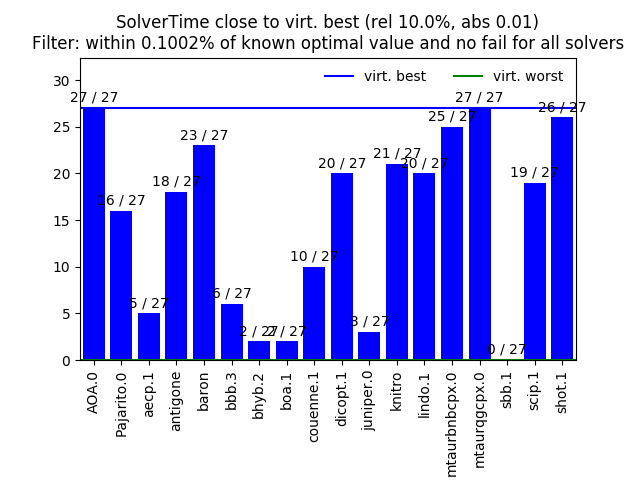 SolverTime close to virt. best (rel 10.0%, abs 0.01)
Filter: within 0.1002% of known optimal value and no fail for all solvers
virt. best
virt. worst
30
25
20
15
10
5
0
27 / 27
16 / 27
5 / 27
18 / 27
23 / 27
6 / 27
2 / 27
2 / 27
10 / 27
20 / 27
3 / 27
21 / 27
20 / 27
25 / 27
27 / 27
0 / 27
19 / 27
26 / 27
AOA.0
Pajarito.0
aecp.1
antigone
baron
bbb.3
bhyb.2
boa.1
couenne.1
dicopt.1
juniper.0
knitro
lindo.1
mtaurbnbcpx.0
mtaurqgcpx.0
sbb.1
scip.1
shot.1